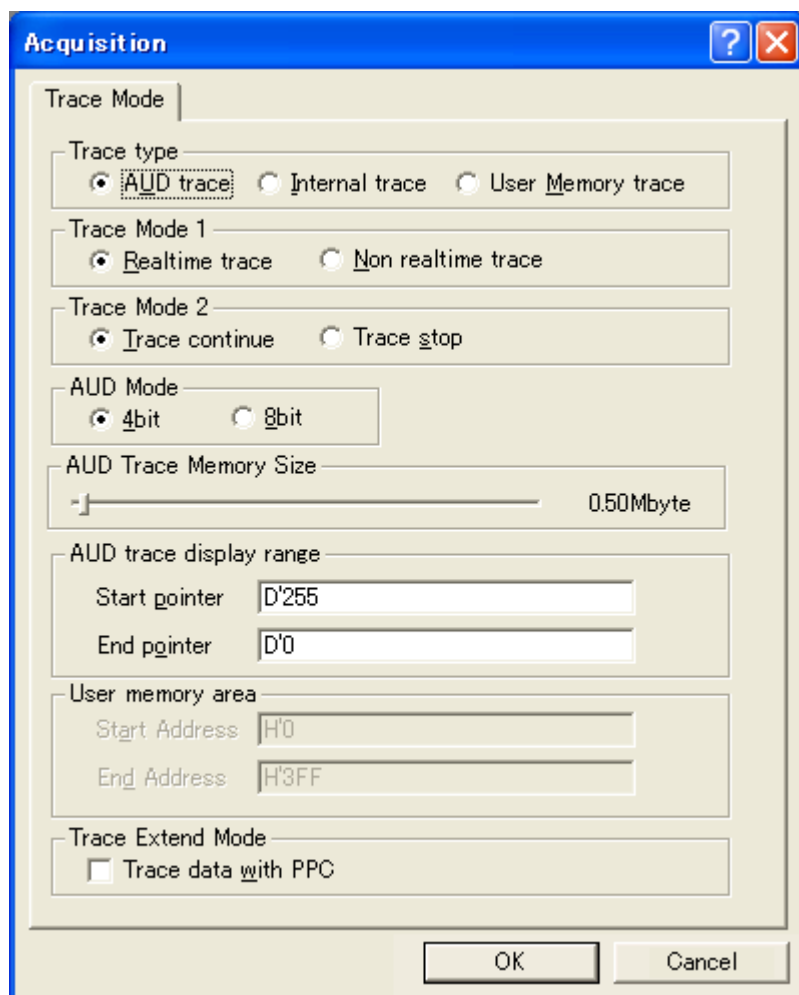 Acquisition
Trace Mode
Trace type
AUD trace Internal trace User Memory trace
Trace Mode 1
Realtime trace Non realtime trace
Trace Mode 2
Trace continue Trace stop
AUD Mode
4bit 8bit
AUD Trace Memory Size
0.50Mbyte
AUD trace display range
Start pointer D'255
End pointer D'0
User memory area
Start Address H'0
End Address H'3FF
Trace Extend Mode
Trace data with PPC
OK Cancel